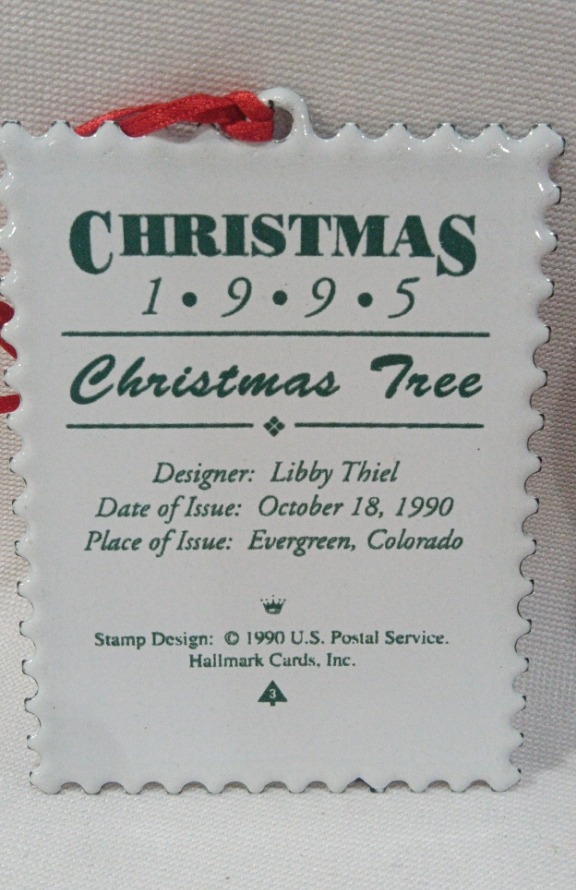 CHRISTMAS
1 • 9 • 9 • 5
Christmas Tree
Designer: Libby Thiel
Date of Issue: October 18, 1990
Place of Issue: Evergreen, Colorado
Stamp Design: © 1990 U.S. Postal Service.
Hallmark Cards, Inc.
3